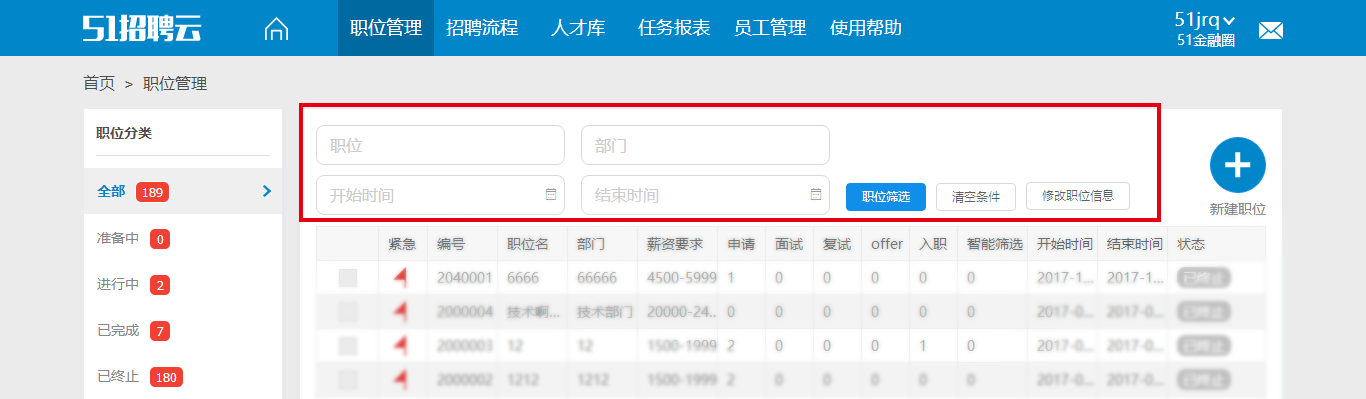 51招聘云 职位管理 招聘流程 人才库 任务报表 员工管理 使用帮助 51jrq
51金融圈
首页 > 职位管理
职位分类
全部 189
准备中 0
进行中 2
已完成 7
已终止 180
职位 部门
开始时间 结束时间 职位筛选 清空条件 修改职位信息
新建职位
紧急 编号 职位名 部门 薪资要求 申请 面试 复试 offer 入职 智能筛选 开始时间 结束时间 状态
2040001 6666 66666 4500-5999 1 0 0 0 0 0 2017-1... 2017-1... 已终止
2000004 技术啊... 技术部门 20000-24... 0 0 0 0 0 0 2017-0... 2017-0... 已终止
2000003 12 12 1500-1999 2 0 0 0 1 0 2017-0... 2017-0... 已终止
2000002 1212 1212 1500-1999 2 0 0 0 0 0 2017-0... 2017-0... 已终止